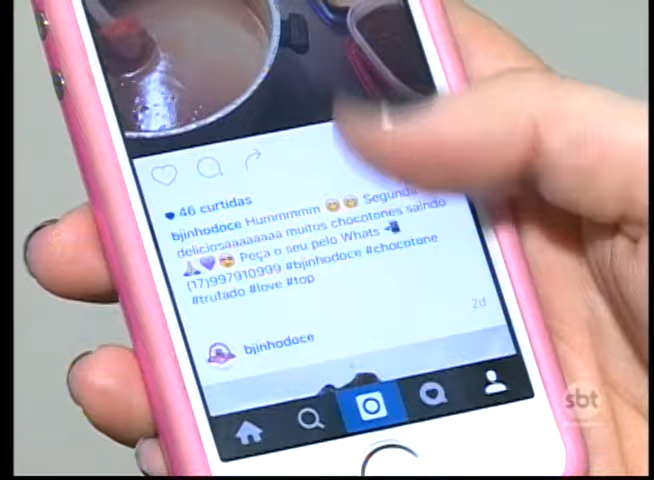 46 curtidas
bjinhodoce Hummmmm Segunda
deliciosaaaaaaaa muitos chocotones saindo
Peça o seu pelo Whats
(17)997910999 #bjinhodoce #chocotone
#trufado #love #top
2d
bjinhodoce
sbt